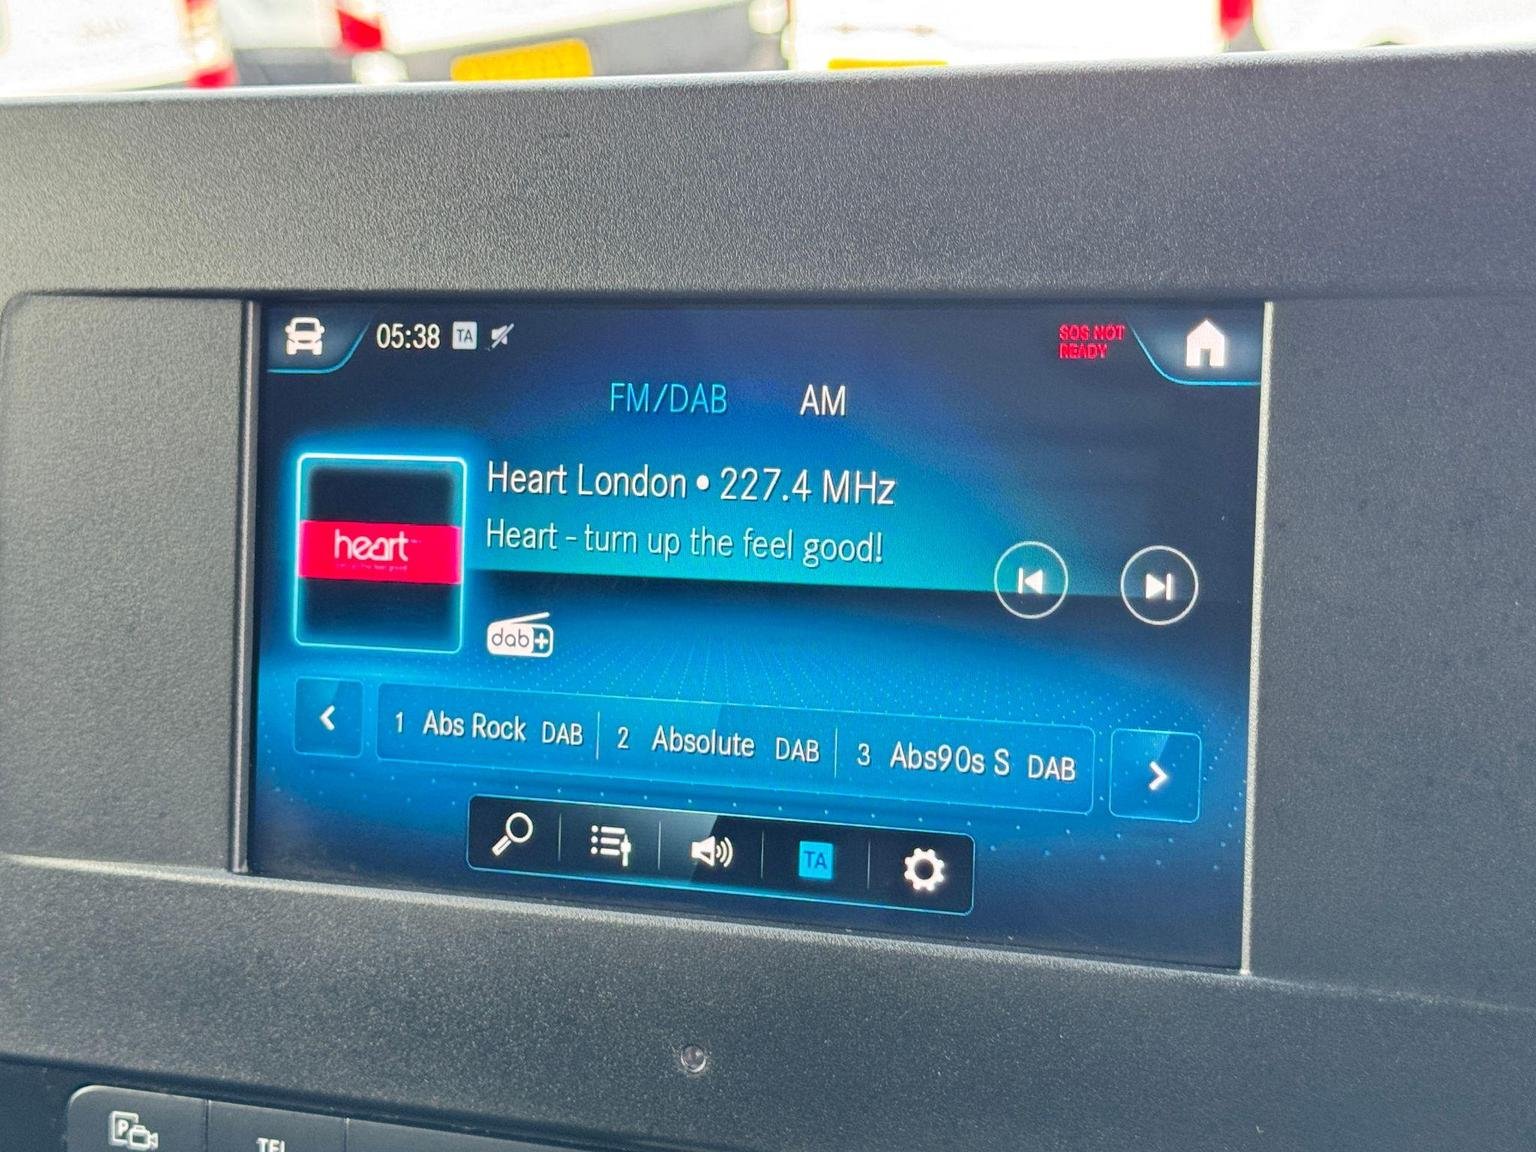 05:38 TA
SOS NOT
READY
FM/DAB AM
heart
Heart London • 227.4 MHz
Heart - turn up the feel good!
dab+
1 Abs Rock DAB 2 Absolute DAB 3 Abs90s S DAB
TA
P
TEL